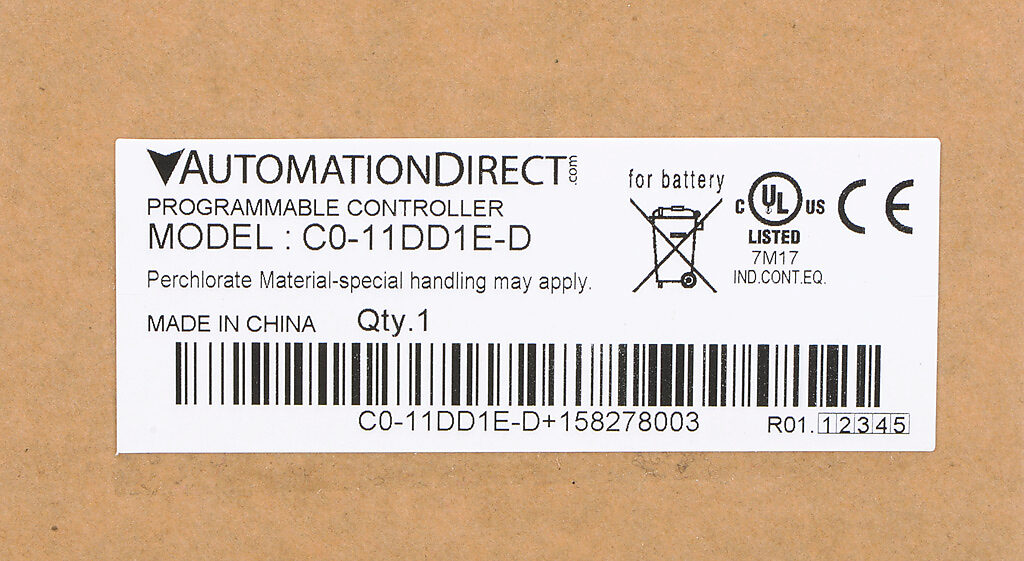 AUTOMATIONDIRECT.com
PROGRAMMABLE CONTROLLER
MODEL : C0-11DD1E-D
Perchlorate Material-special handling may apply.
MADE IN CHINA Qty.1
for battery
C UL US
LISTED
7M17
IND.CONT.EQ.
CE
C0-11DD1E-D+158278003
R01.12345